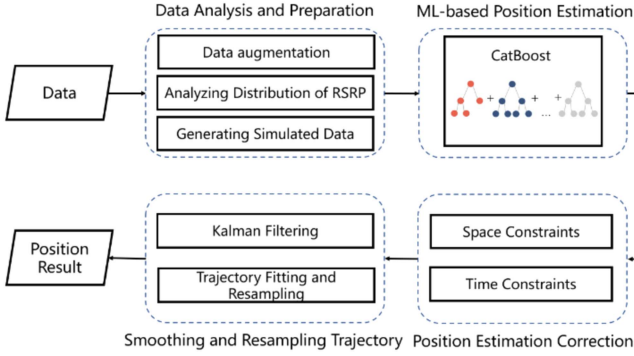 Data Analysis and Preparation
ML-based Position Estimation
Data
Data augmentation
Analyzing Distribution of RSRP
Generating Simulated Data
CatBoost
+ + + ...
Position
Result
Kalman Filtering
Trajectory Fitting and
Resampling
Space Constraints
Time Constraints
Smoothing and Resampling Trajectory
Position Estimation Correction